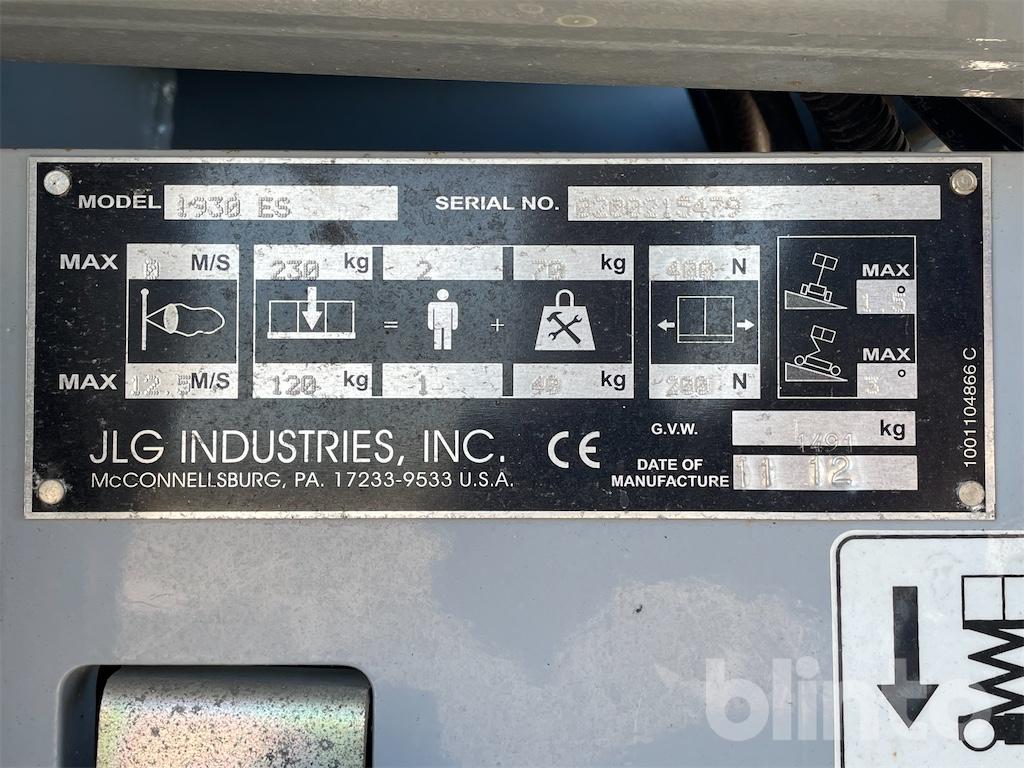 MODEL 1930 ES SERIAL NO. B200215479
MAX 0 M/S 230 kg 2 70 kg 400 N MAX
1.5 °
= +
MAX
MAX 12.5 M/S 120 kg 1 40 kg 200 N 3 °
G.V.W. 1491 kg
JLG INDUSTRIES, INC. CE
DATE OF
MANUFACTURE 11 12
McCONNELLSBURG, PA. 17233-9533 U.S.A.
1001104866 C
blinto